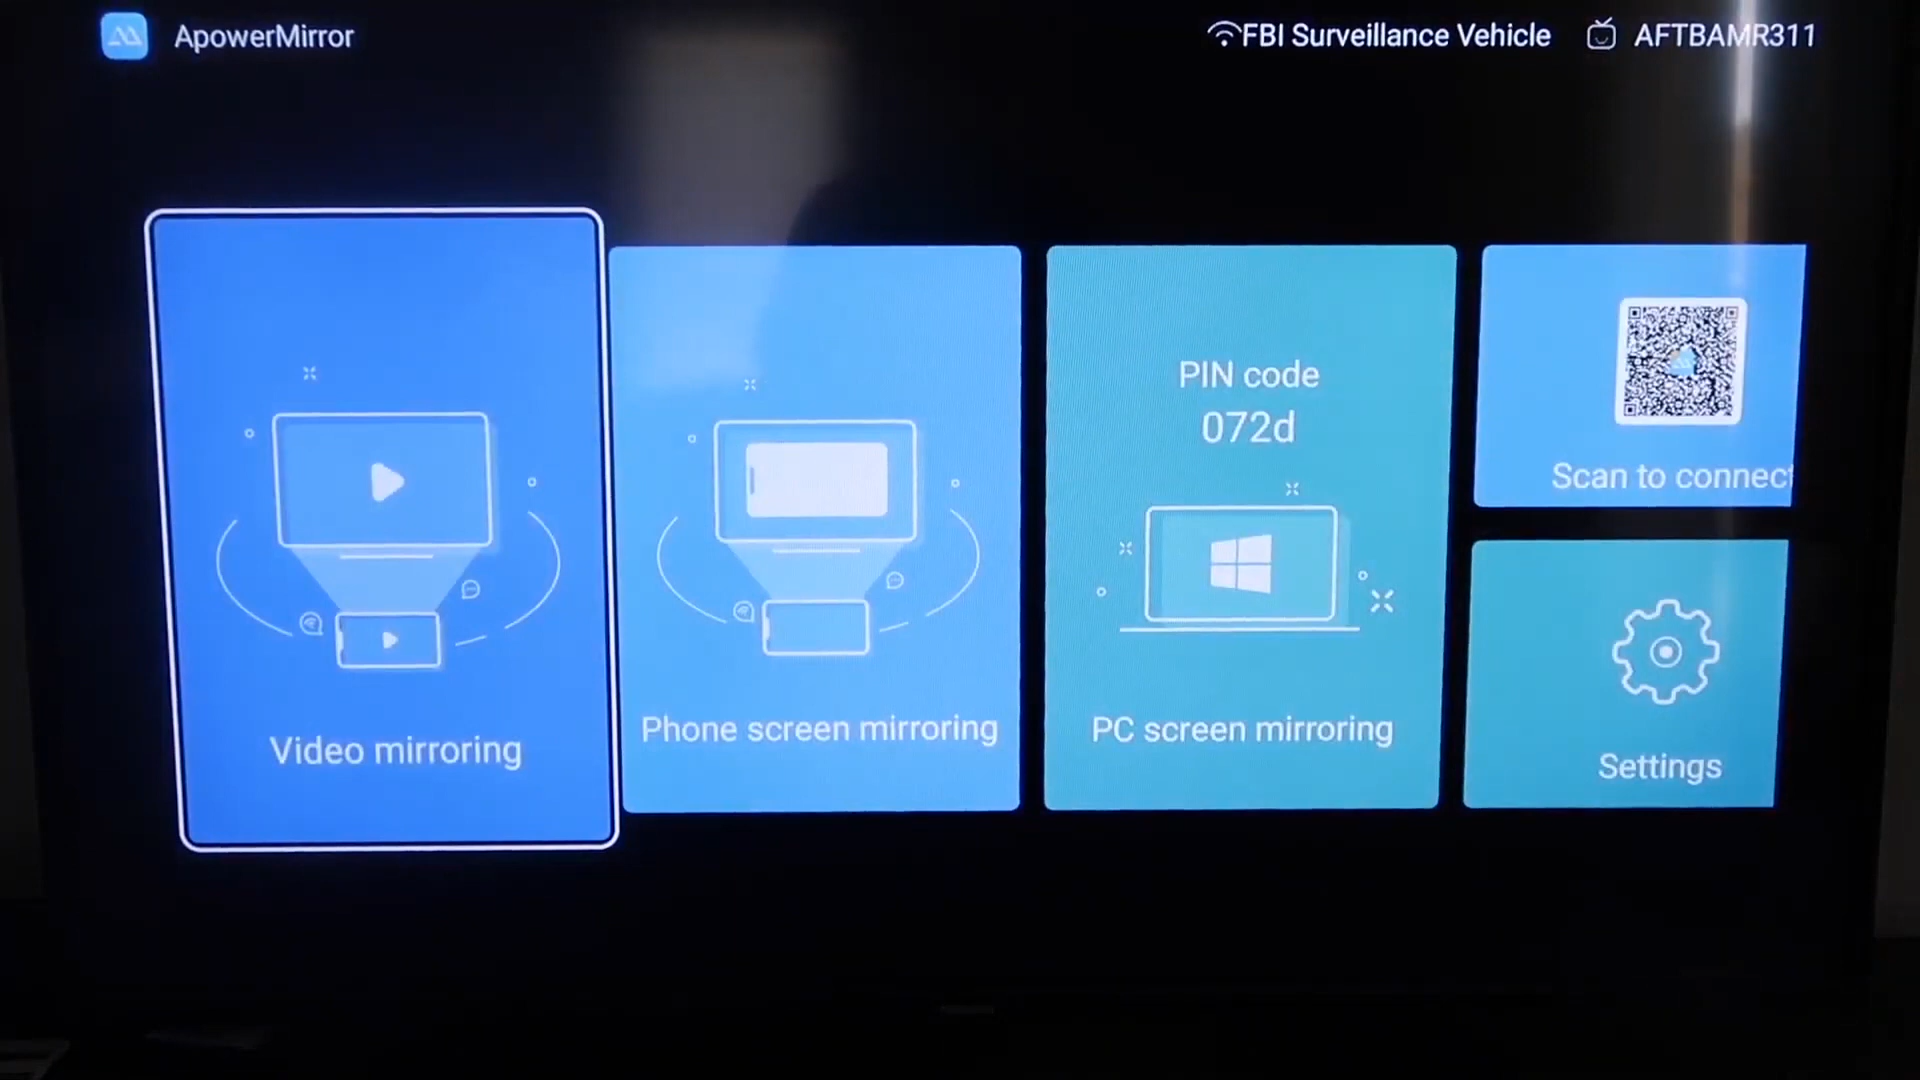 ApowerMirror
FBI Surveillance Vehicle
AFTBAMR311
Video mirroring
Phone screen mirroring
PIN code
072d
PC screen mirroring
Scan to connect
Settings